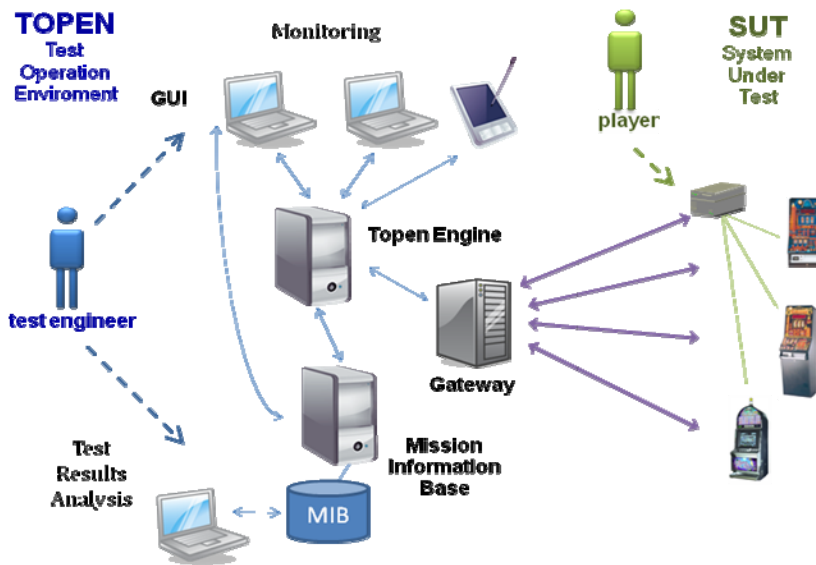 TOPEN
Test
Operation
Enviroment
Monitoring
GUI
SUT
System
Under
Test
player
Topen Engine
test engineer
Gateway
Mission
Information
Base
Test
Results
Analysis
MIB